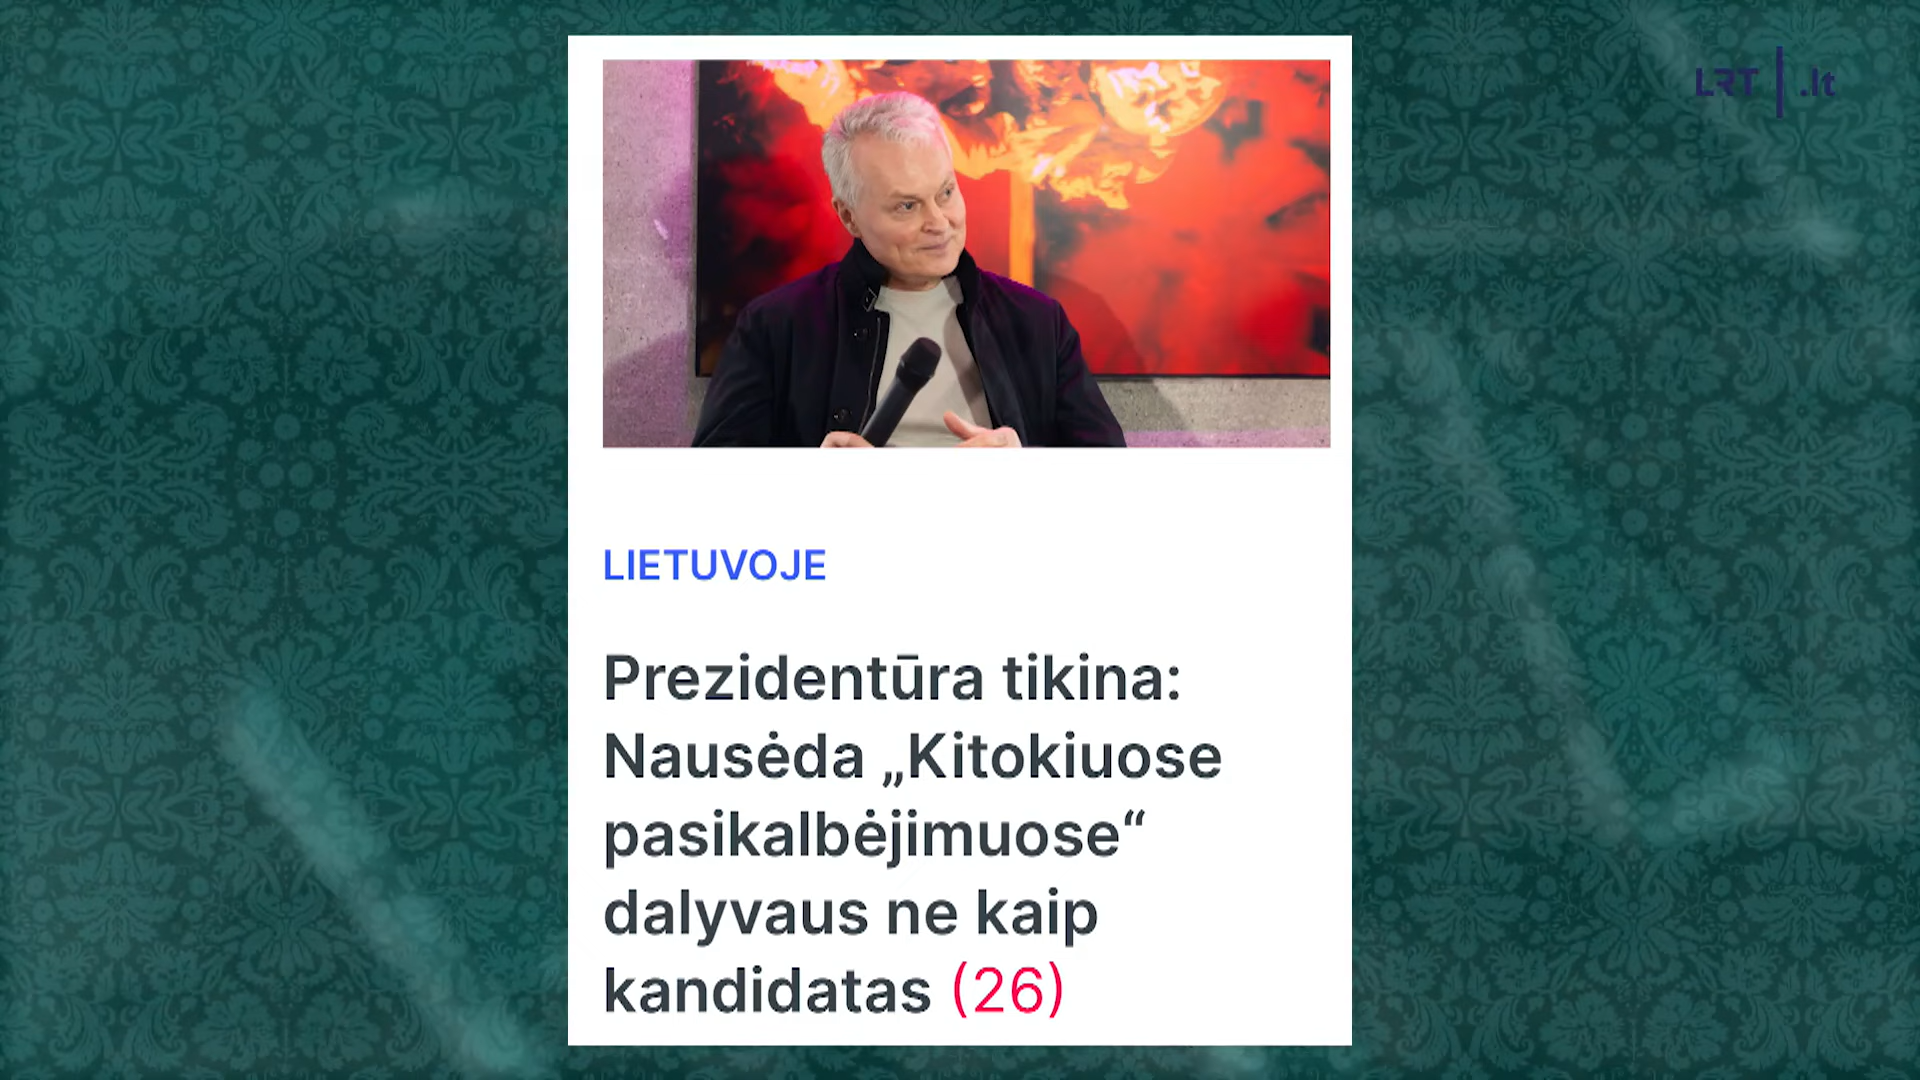 LRT .lt
LIETUVOJE
Prezidentūra tikina:
Nausėda „Kitokiuose
pasikalbėjimuose“
dalyvaus ne kaip
kandidatas (26)